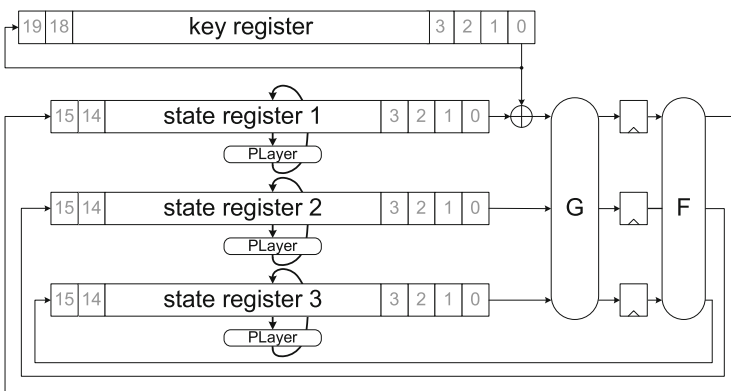 19 18 key register 3 2 1 0
15 14 state register 1 3 2 1 0
PLayer
15 14 state register 2 3 2 1 0
G F
PLayer
15 14 state register 3 3 2 1 0
PLayer